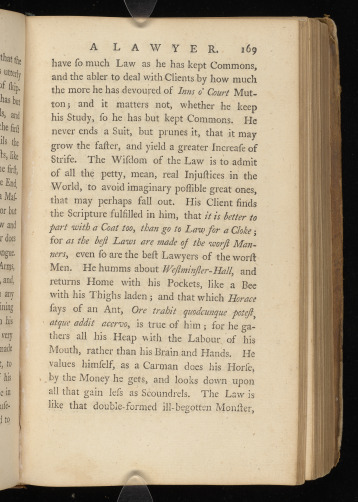 A LAWYER. 169
have ſo much Law as he has kept Commons,
and the abler to deal with Clients by how much
the more he has devoured of Inns o' Court Mut-
ton; and it matters not, whether he keep
his Study, ſo he has but kept Commons. He
never ends a Suit, but prunes it, that it may
grow the faſter, and yield a greater Increaſe of
Strife. The Wiſdom of the Law is to admit
of all the petty, mean, real Injuſtices in the
World, to avoid imaginary poſſible great ones,
that may perhaps fall out. His Client finds
the Scripture fulfilled in him, that it is better to
part with a Coat too, than go to Law for a Cloke;
for as the beſt Laws are made of the worſt Man-
ners, even ſo are the beſt Lawyers of the worſt
Men. He humms about Weſtminſter-Hall, and
returns Home with his Pockets, like a Bee
with his Thighs laden; and that which Horace
ſays of an Ant, Ore trahit quodcunque poteſt,
atque addit acervo, is true of him; for he ga-
thers all his Heap with the Labour of his
Mouth, rather than his Brain and Hands. He
values himſelf, as a Carman does his Horſe,
by the Money he gets, and looks down upon
all that gain leſs as Scoundrels. The Law is
like that double-formed ill-begotten Monſter,